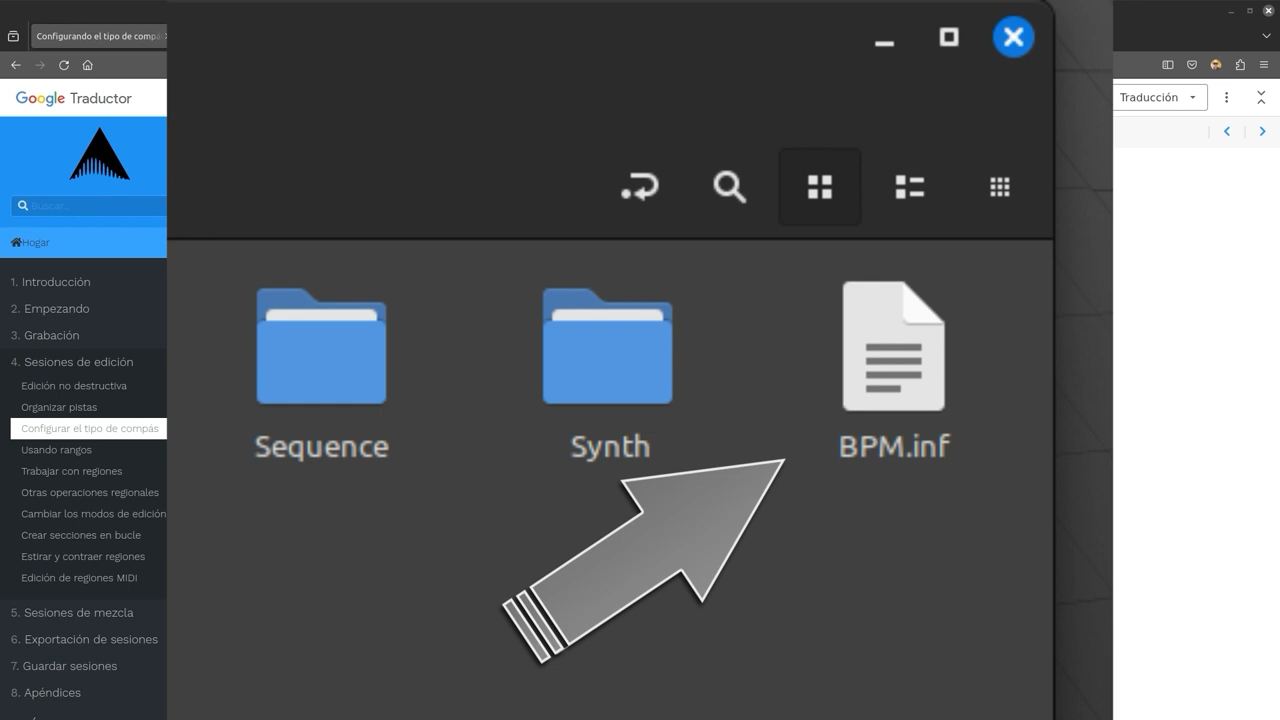 Configurando el tipo de compá
Google Traductor
Traducción
Buscar...
Hogar
1. Introducción
2. Empezando
3. Grabación
4. Sesiones de edición
Edición no destructiva
Organizar pistas
Configurar el tipo de compás
Usando rangos
Trabajar con regiones
Otras operaciones regionales
Cambiar los modos de edición
Crear secciones en bucle
Estirar y contraer regiones
Edición de regiones MIDI
5. Sesiones de mezcla
6. Exportación de sesiones
7. Guardar sesiones
8. Apéndices
Sequence
Synth
BPM.inf